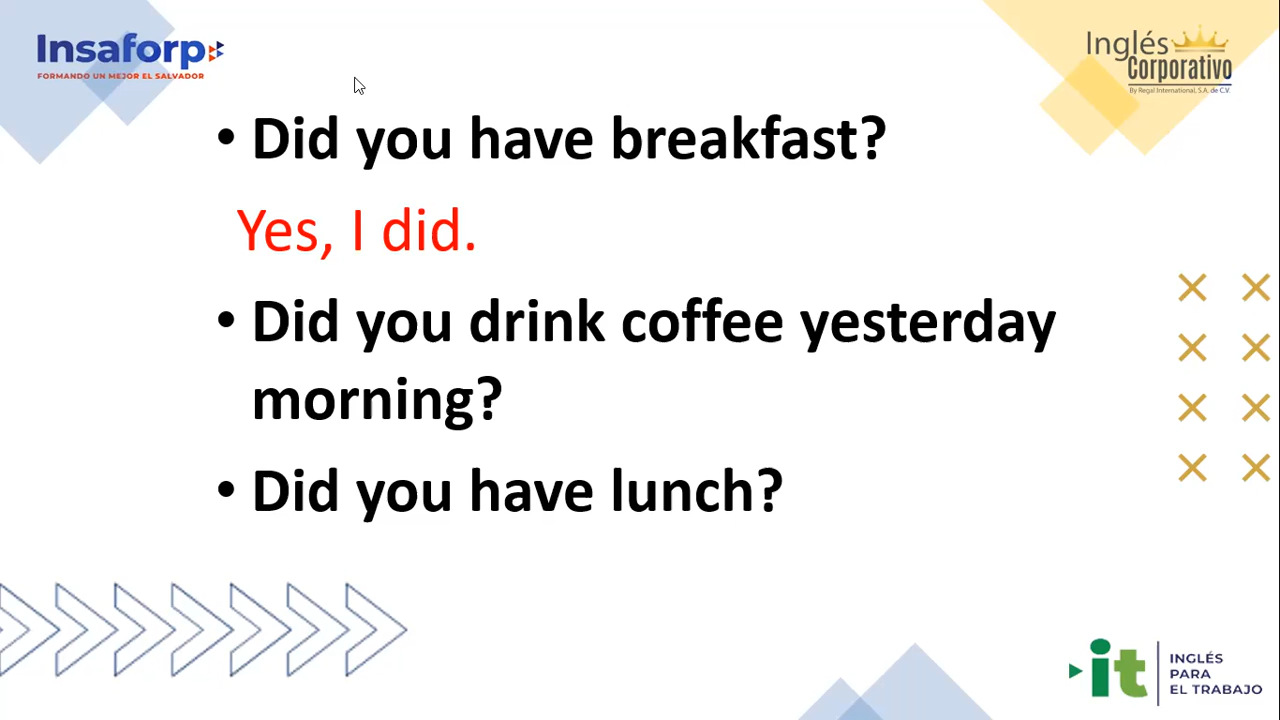 Insaforp
FORMANDO UN MEJOR EL SALVADOR
Inglés
Corporativo
By Regal International, S.A. de C.V.
• Did you have breakfast?
Yes, I did.
• Did you drink coffee yesterday
morning?
• Did you have lunch?
it
INGLÉS
PARA
EL TRABAJO